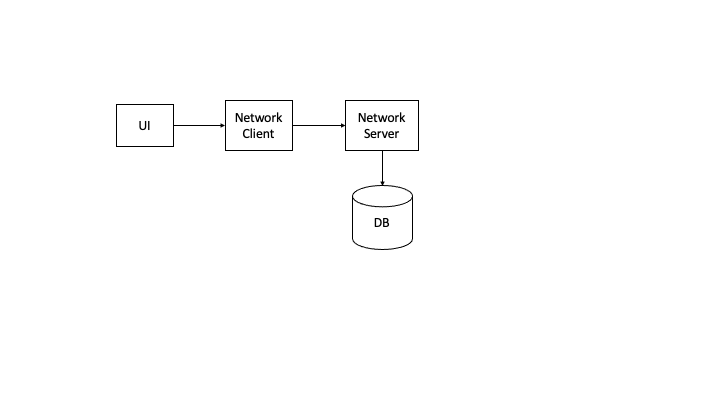 UI
Network
Client
Network
Server
DB